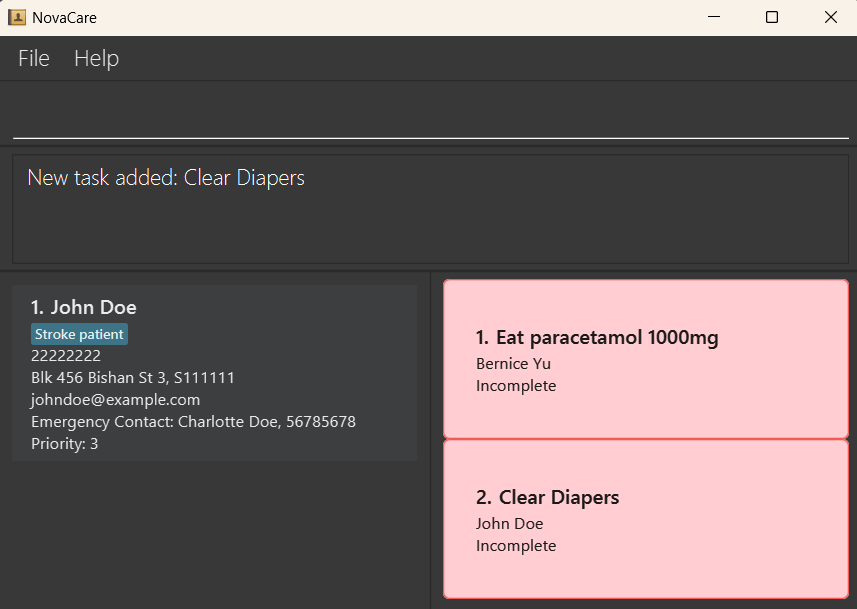 NovaCare
File Help
New task added: Clear Diapers
1. John Doe
Stroke patient
22222222
Blk 456 Bishan St 3, S111111
johndoe@example.com
Emergency Contact: Charlotte Doe, 56785678
Priority: 3
1. Eat paracetamol 1000mg
Bernice Yu
Incomplete
2. Clear Diapers
John Doe
Incomplete